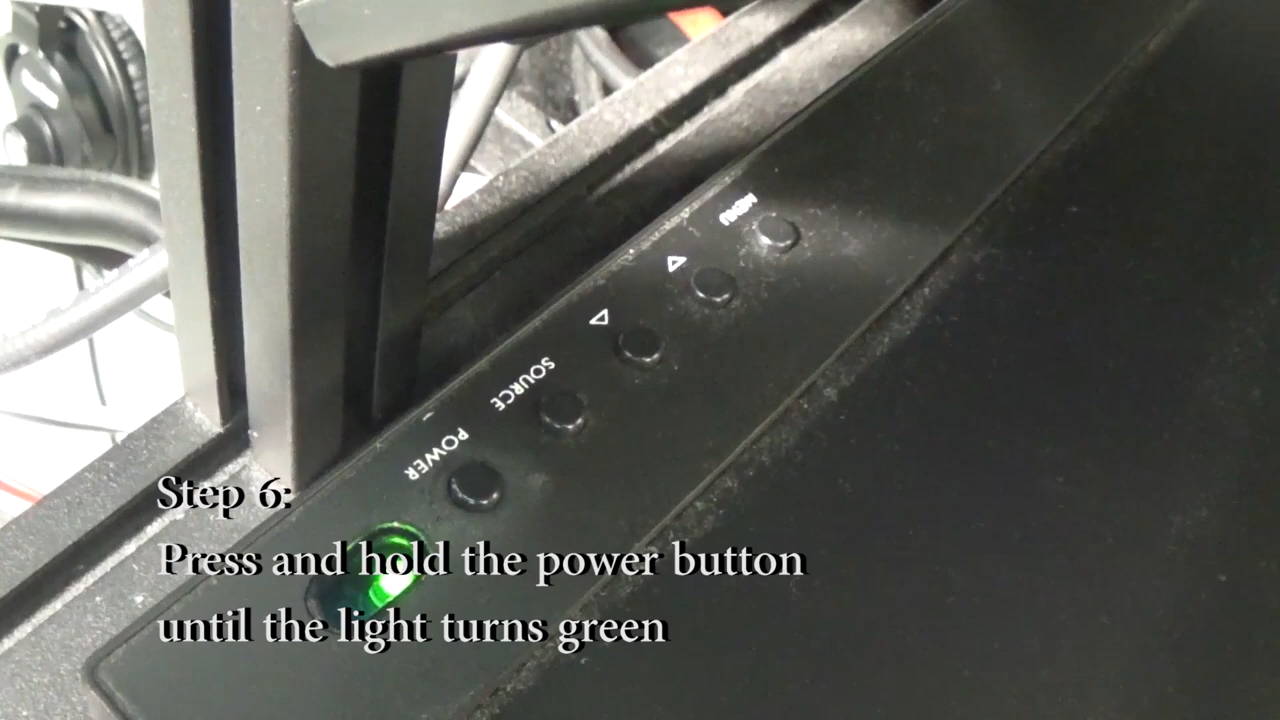 MENU
SOURCE
POWER
Step 6:
Press and hold the power button
until the light turns green